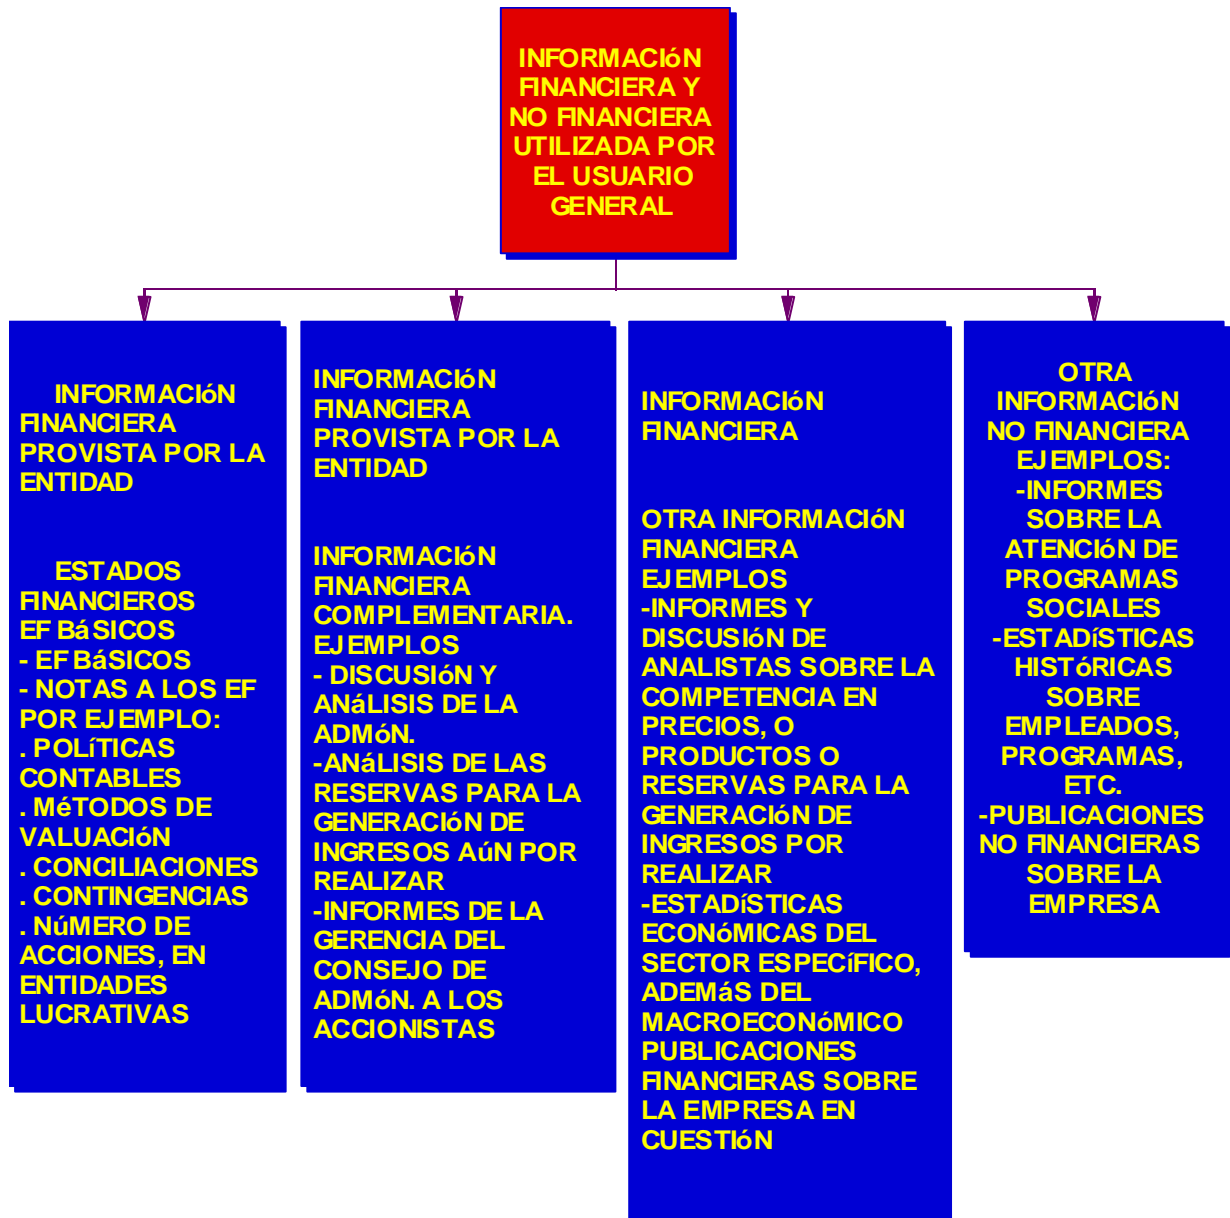 INFORMACIóN
FINANCIERA Y
NO FINANCIERA
UTILIZADA POR
EL USUARIO
GENERAL
INFORMACIóN
FINANCIERA
PROVISTA POR LA
ENTIDAD
ESTADOS
FINANCIEROS
EF BáSICOS
- EF BáSICOS
- NOTAS A LOS EF
POR EJEMPLO:
. POLíTICAS
CONTABLES
. MéTODOS DE
VALUACIóN
. CONCILIACIONES
. CONTINGENCIAS
. NúMERO DE
ACCIONES, EN
ENTIDADES
LUCRATIVAS
INFORMACIóN
FINANCIERA
PROVISTA POR LA
ENTIDAD
INFORMACIóN
FINANCIERA
COMPLEMENTARIA.
EJEMPLOS
- DISCUSIóN Y
ANáLISIS DE LA
ADMóN.
-ANáLISIS DE LAS
RESERVAS PARA LA
GENERACIóN DE
INGRESOS AúN POR
REALIZAR
-INFORMES DE LA
GERENCIA DEL
CONSEJO DE
ADMóN. A LOS
ACCIONISTAS
INFORMACIóN
FINANCIERA
OTRA INFORMACIóN
FINANCIERA
EJEMPLOS
-INFORMES Y
DISCUSIóN DE
ANALISTAS SOBRE LA
COMPETENCIA EN
PRECIOS, O
PRODUCTOS O
RESERVAS PARA LA
GENERACIóN DE
INGRESOS POR
REALIZAR
-ESTADíSTICAS
ECONóMICAS DEL
SECTOR ESPECíFICO,
ADEMáS DEL
MACROECONóMICO
PUBLICACIONES
FINANCIERAS SOBRE
LA EMPRESA EN
CUESTIóN
OTRA
INFORMACIóN
NO FINANCIERA
EJEMPLOS:
-INFORMES
SOBRE LA
ATENCIóN DE
PROGRAMAS
SOCIALES
-ESTADíSTICAS
HISTóRICAS
SOBRE
EMPLEADOS,
PROGRAMAS,
ETC.
-PUBLICACIONES
NO FINANCIERAS
SOBRE LA
EMPRESA